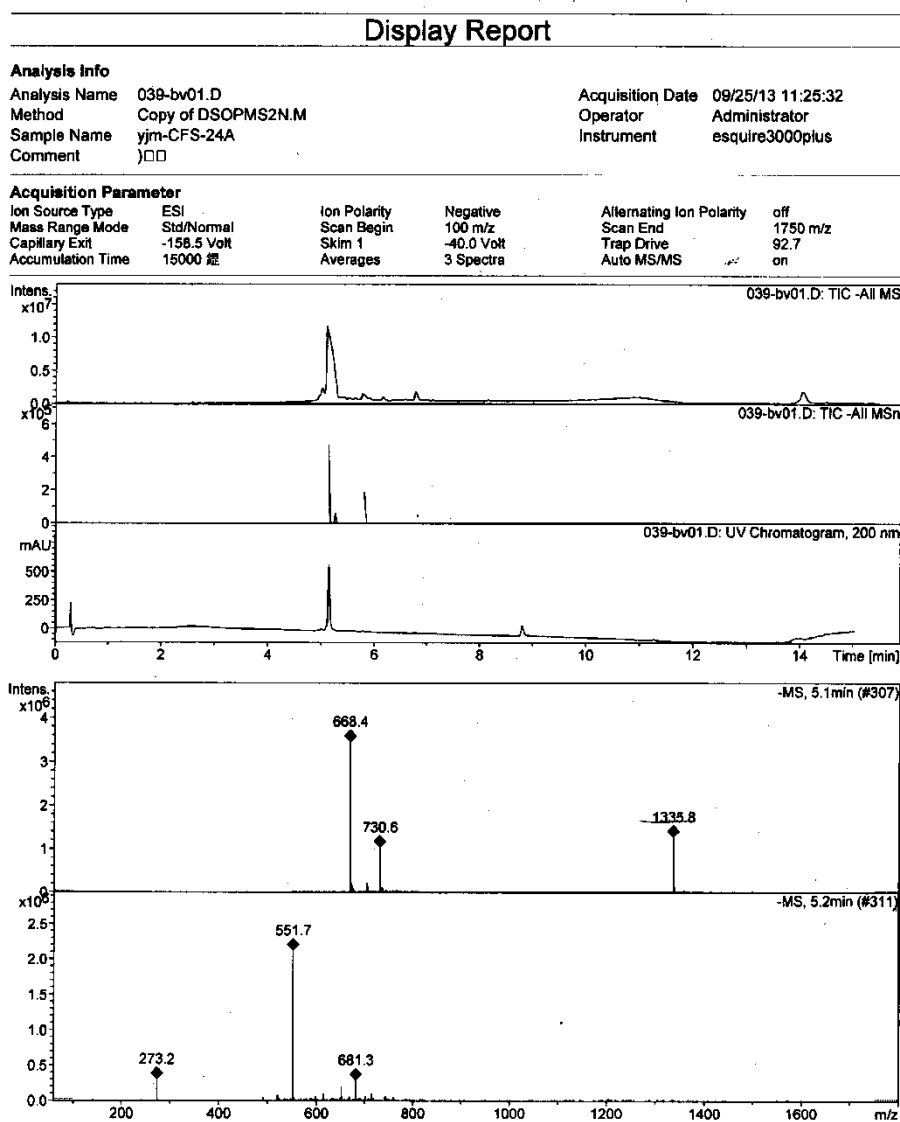 Display Report
Analysis Info
Analysis Name 039-bv01.D Acquisition Date 09/25/13 11:25:32
Method Copy of DSOPMS2N.M Operator Administrator
Sample Name yjm-CFS-24A Instrument esquire3000plus
Comment )□□
Acquisition Parameter
Ion Source Type ESI Ion Polarity Negative Alternating Ion Polarity off
Mass Range Mode Std/Normal Scan Begin 100 m/z Scan End 1750 m/z
Capillary Exit -158.5 Volt Skim 1 -40.0 Volt Trap Drive 92.7
Accumulation Time 15000 Averages 3 Spectra Auto MS/MS on
Intens. 039-bv01.D: TIC -All MS
x10^7
1.0
0.5
0.0
039-bv01.D: TIC -All MSn
x10^5
6
4
2
0
039-bv01.D: UV Chromatogram, 200 nm
mAU
500
250
0
0 2 4 6 8 10 12 14 Time [min]
Intens. -MS, 5.1min (#307)
x10^6
4
668.4
3
2
730.6 1335.8
1
0
-MS, 5.2min (#311)
2.5
551.7
2.0
1.5
1.0
0.5
273.2 681.3
0.0
200 400 600 800 1000 1200 1400 1600 m/z